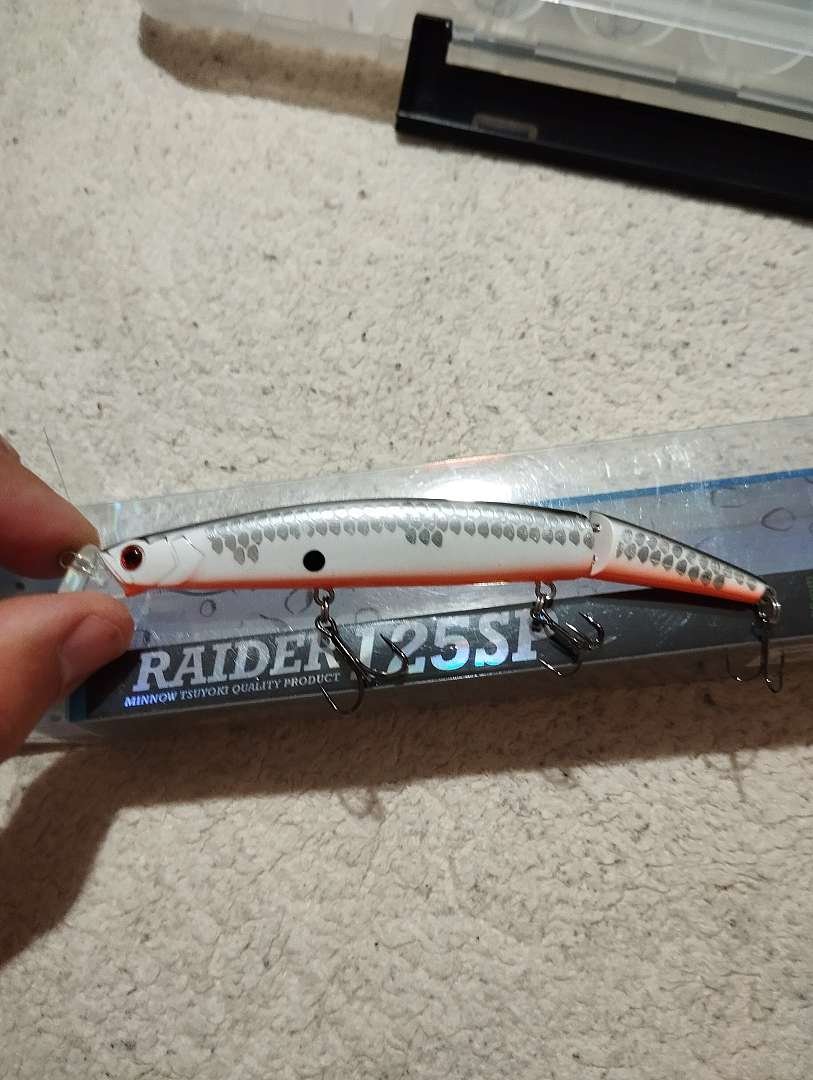 RAIDER 125SP
MINNOW TSUYOKI QUALITY PRODUCT